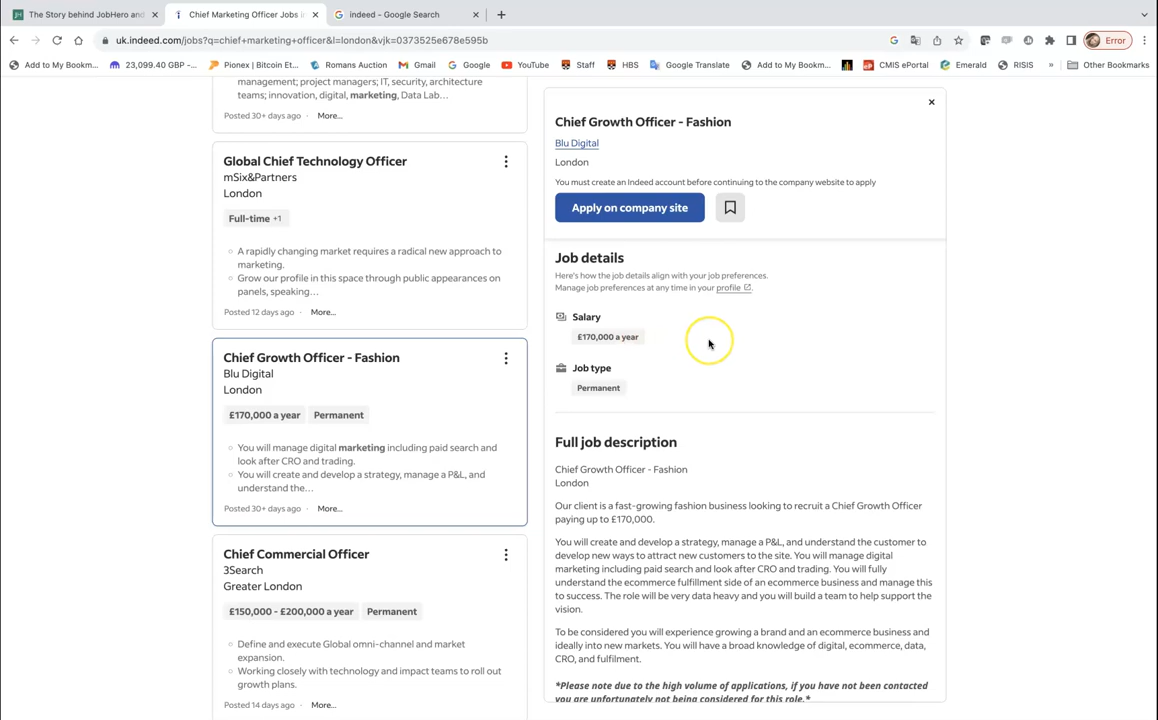 The Story behind JobHero and
Chief Marketing Officer Jobs i
indeed - Google Search
uk.indeed.com/jobs?q=chief+marketing+officer&l=london&vjk=0373525e678e595b
Error
Add to My Bookm...
23,099.40 GBP -...
Pionex | Bitcoin Et...
Romans Auction
Gmail
Google
YouTube
Staff
HBS
Google Translate
Add to My Bookm...
CMIS ePortal
Emerald
RISIS
»
Other Bookmarks
management; project managers; IT, security, architecture
teams; innovation, digital, marketing, Data Lab…
Posted 30+ days ago · More...
Global Chief Technology Officer
mSix&Partners
London
Full-time +1
A rapidly changing market requires a radical new approach to
marketing.
Grow our profile in this space through public appearances on
panels, speaking…
Posted 12 days ago · More...
Chief Growth Officer - Fashion
Blu Digital
London
£170,000 a year
Permanent
You will manage digital marketing including paid search and
look after CRO and trading.
You will create and develop a strategy, manage a P&L, and
understand the…
Posted 30+ days ago · More...
Chief Commercial Officer
3Search
Greater London
£150,000 - £200,000 a year
Permanent
Define and execute Global omni-channel and market
expansion.
Working closely with technology and impact teams to roll out
growth plans.
Posted 14 days ago · More...
Chief Growth Officer - Fashion
Blu Digital
London
You must create an Indeed account before continuing to the company website to apply
Apply on company site
Job details
Here's how the job details align with your job preferences.
Manage job preferences at any time in your profile.
Salary
£170,000 a year
Job type
Permanent
Full job description
Chief Growth Officer - Fashion
London
Our client is a fast-growing fashion business looking to recruit a Chief Growth Officer
paying up to £170,000.
You will create and develop a strategy, manage a P&L, and understand the customer to
develop new ways to attract new customers to the site. You will manage digital
marketing including paid search and look after CRO and trading. You will fully
understand the ecommerce fulfillment side of an ecommerce business and manage this
to success. The role will be very data heavy and you will build a team to help support the
vision.
To be considered you will experience growing a brand and an ecommerce business and
ideally into new markets. You will have a broad knowledge of digital, ecommerce, data,
CRO, and fulfilment.
*Please note due to the high volume of applications, if you have not been contacted
you are unfortunately not being considered for this role.*